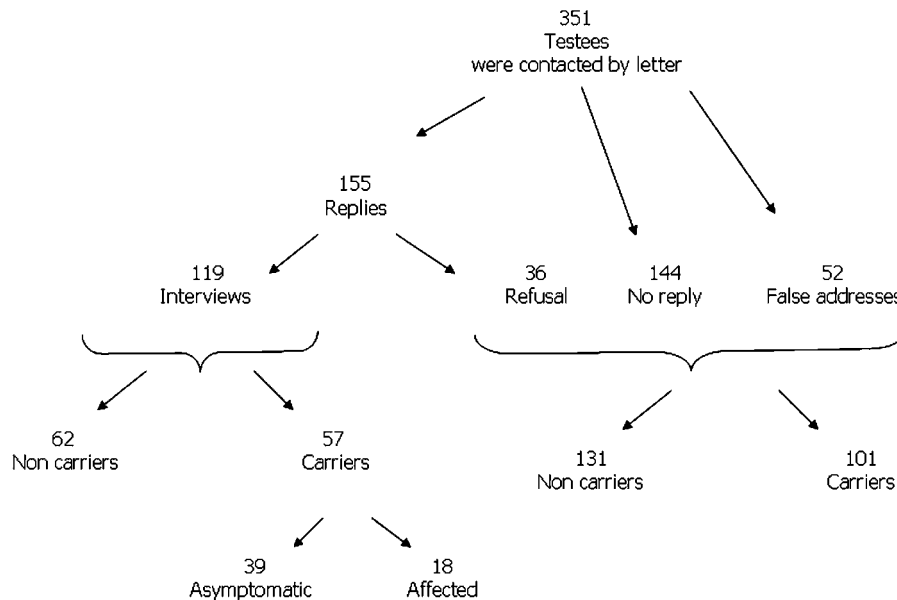 351
Testees
were contacted by letter
155
Replies
119
Interviews
36
Refusal
144
No reply
52
False addresses
62
Non carriers
57
Carriers
131
Non carriers
101
Carriers
39
Asymptomatic
18
Affected